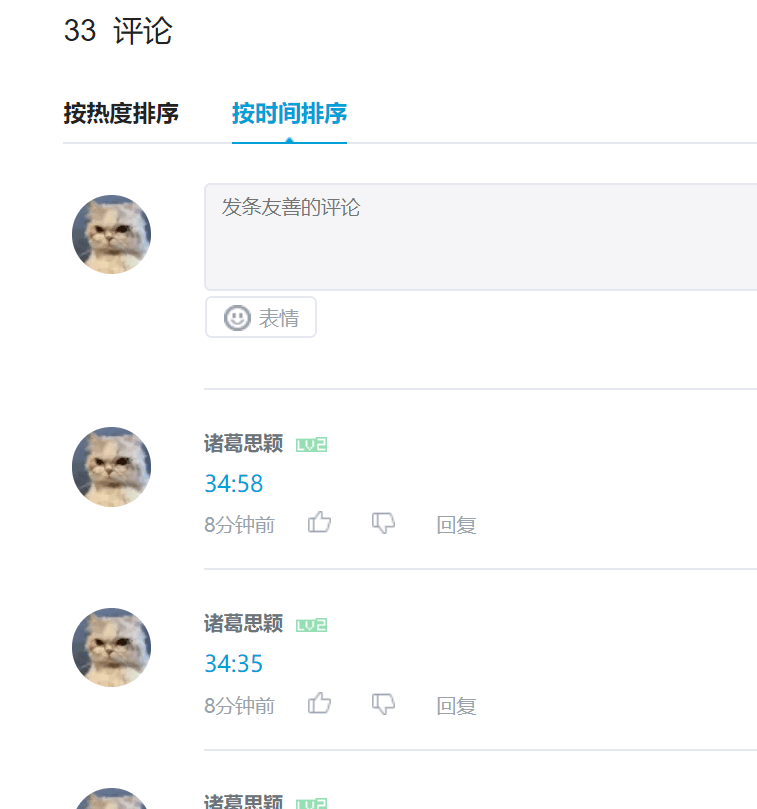 33 评论
按热度排序 按时间排序
发条友善的评论
表情
诸葛思颖 LV2
34:58
8分钟前 回复
诸葛思颖 LV2
34:35
8分钟前 回复
诸葛思颖 LV2